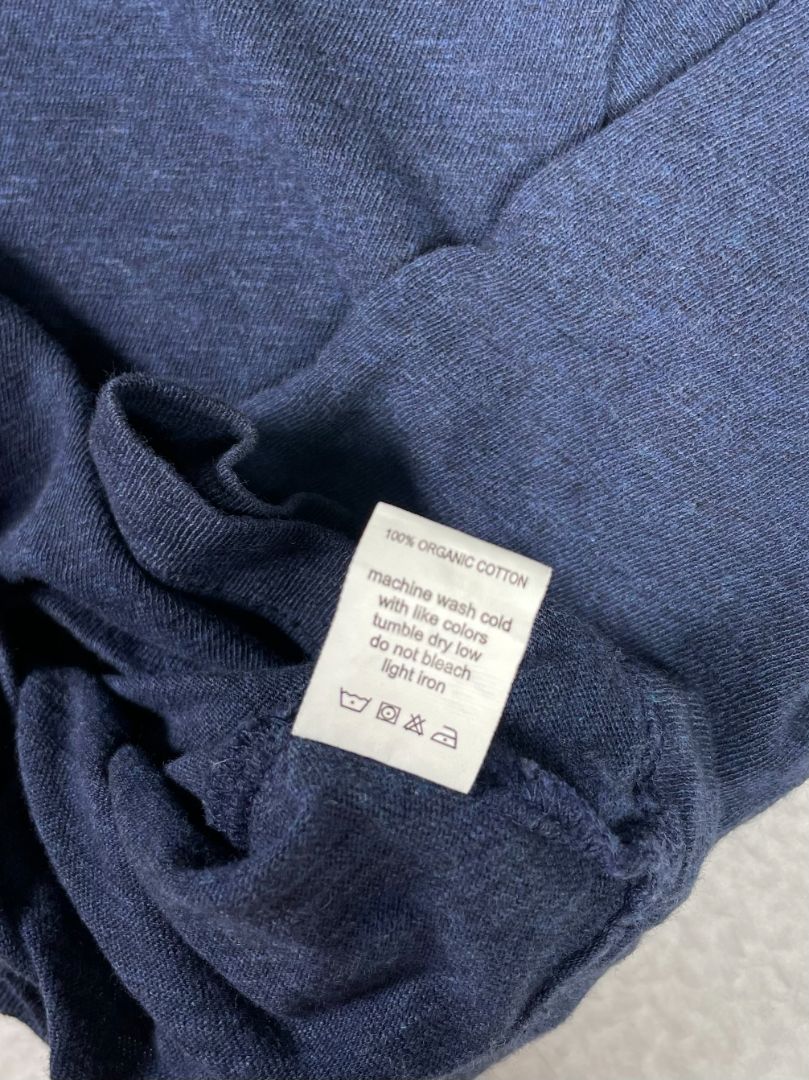 100% ORGANIC COTTON
machine wash cold
with like colors
tumble dry low
do not bleach
light iron